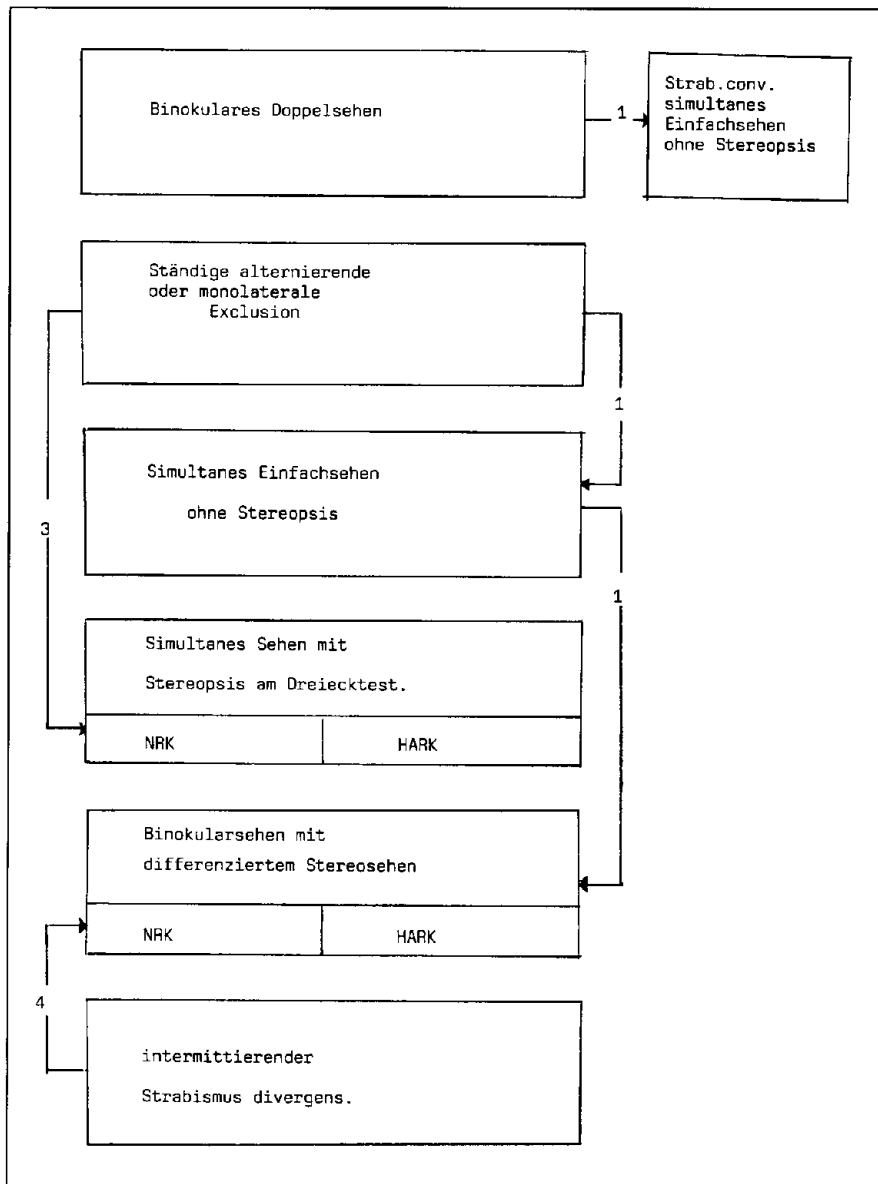 Binokulares Doppelsehen
1
Strab.conv.
simultanes
Einfachsehen
ohne Stereopsis
Ständige alternierende
oder monolaterale
Exclusion
1
Simultanes Einfachsehen
ohne Stereopsis
3
1
Simultanes Sehen mit
Stereopsis am Dreiecktest.
NRK HARK
Binokularsehen mit
differenziertem Stereosehen
NRK HARK
4
intermittierender
Strabismus divergens.